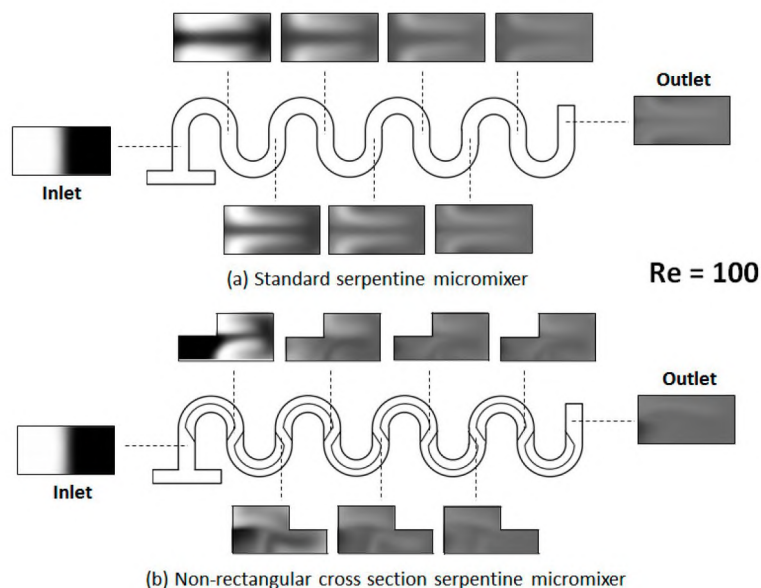 Outlet
Inlet
(a) Standard serpentine micromixer
Re = 100
Outlet
Inlet
(b) Non-rectangular cross section serpentine micromixer